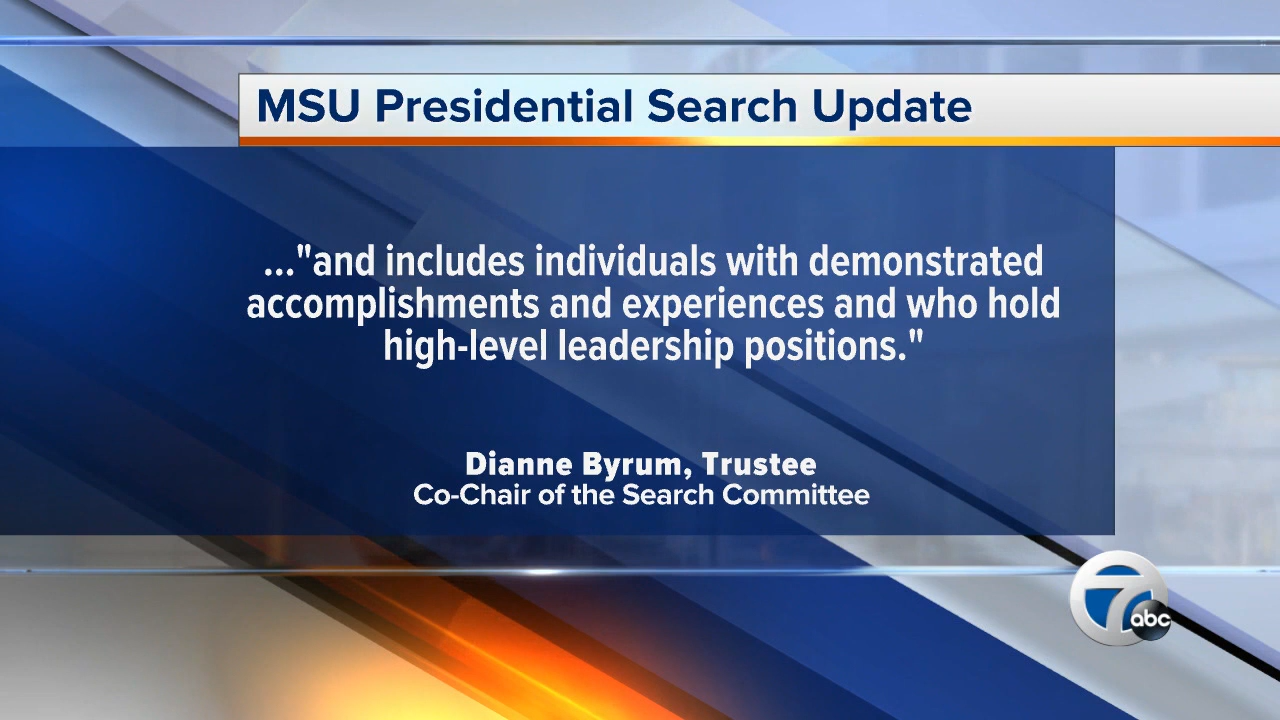 MSU Presidential Search Update
..."and includes individuals with demonstrated
accomplishments and experiences and who hold
high-level leadership positions."
Dianne Byrum, Trustee
Co-Chair of the Search Committee
7
abc